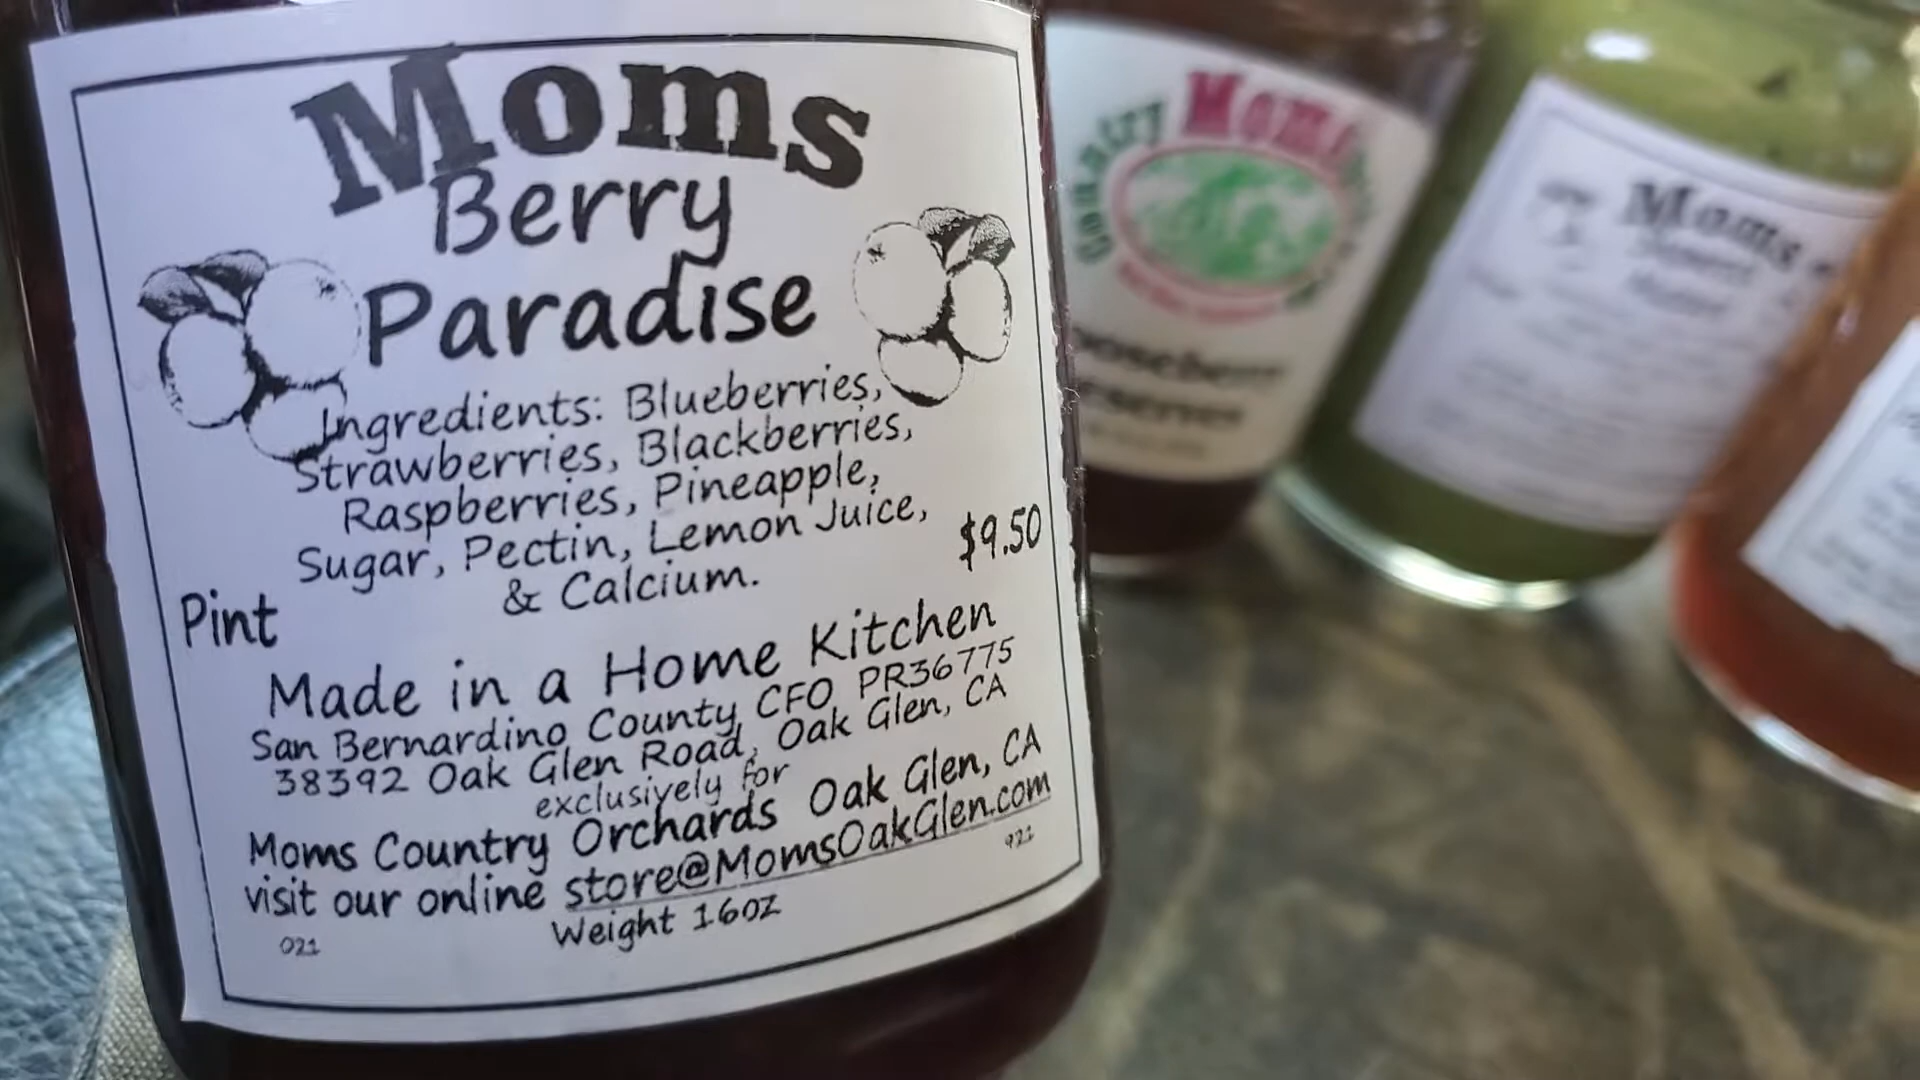 Moms
Berry
Paradise
Ingredients: Blueberries,
Strawberries, Blackberries,
Raspberries, Pineapple,
Sugar, Pectin, Lemon Juice,
& Calcium.
$9.50
Pint
Made in a Home Kitchen
San Bernardino County CFO PR36775
38392 Oak Glen Road, Oak Glen, CA
exclusively for
Moms Country Orchards Oak Glen, CA
visit our online store@MomsOakGlen.com
921
Weight 16oz
021
Country Moms
Moms